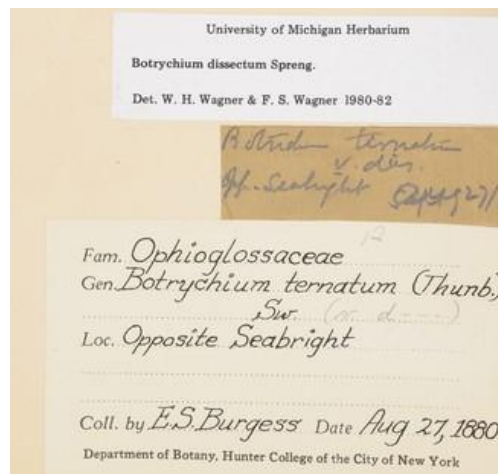 University of Michigan Herbarium
Botrychium dissectum Spreng.
Det. W. H. Wagner & F. S. Wagner 1980-82
ternatum
v. dis.
Opp. Seabright
Fam. Ophioglossaceae
Gen. Botrychium ternatum (Thunb.)
Sw. (v. d----)
Loc. Opposite Seabright
Coll. by E.S. Burgess Date Aug 27, 1880
Department of Botany, Hunter College of the City of New York